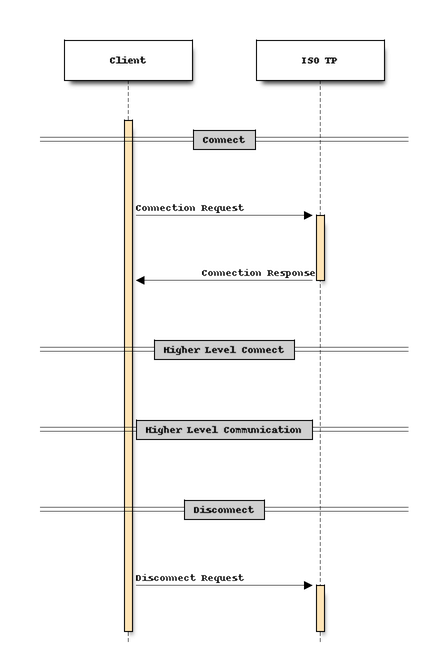 Client
ISO TP
Connect
Connection Request
Connection Response
Higher Level Connect
Higher Level Communication
Disconnect
Disconnect Request